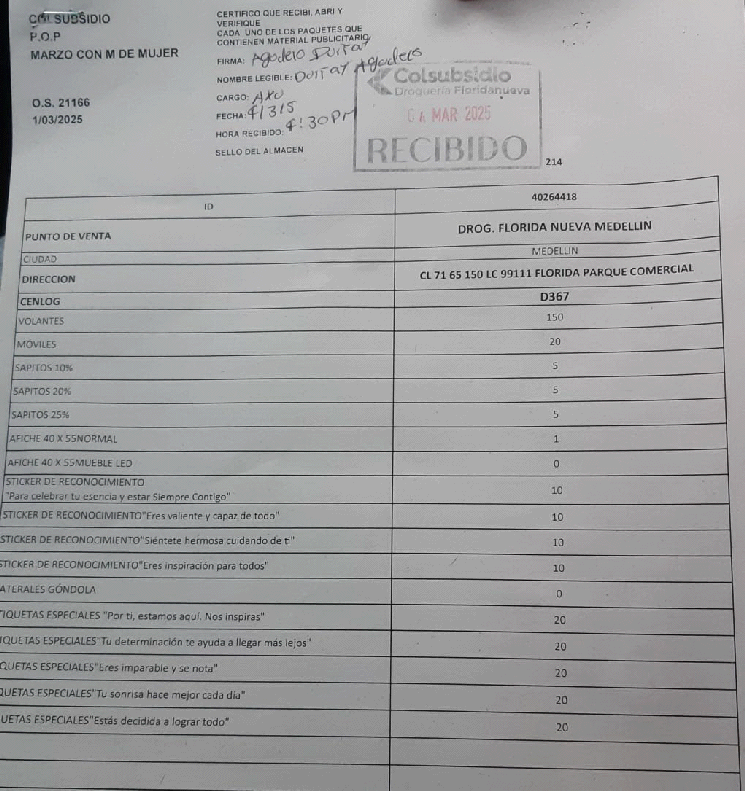 COLSUBSIDIO
P.O.P
MARZO CON M DE MUJER
O.S. 21166
1/03/2025
CERTIFICO QUE RECIBI, ABRI Y
VERIFIQUE
CADA UNO DE LOS PAQUETES QUE
CONTIENEN MATERIAL PUBLICITARIO,
FIRMA:
NOMBRE LEGIBLE:
CARGO: AXU
FECHA: 4/3/5
HORA RECIBIDO: 4:30 PM
SELLO DEL ALMACEN
Colsubsidio
Droguería Floridanueva
MAR 2025
RECIBIDO
214
ID 40264418
PUNTO DE VENTA DROG. FLORIDA NUEVA MEDELLIN
CIUDAD MEDELLIN
DIRECCION CL 71 65 150 LC 99111 FLORIDA PARQUE COMERCIAL
CENLOG D367
VOLANTES 150
MOVILES 20
SAPITOS 10% 5
SAPITOS 20% 5
SAPITOS 25% 5
AFICHE 40 X 55NORMAL 1
AFICHE 40 X 55MUEBLE LED 0
STICKER DE RECONOCIMIENTO
"Para celebrar tu esencia y estar Siempre Contigo" 10
STICKER DE RECONOCIMIENTO"Eres valiente y capaz de todo" 10
STICKER DE RECONOCIMIENTO"Siéntete hermosa cuidando de ti" 10
STICKER DE RECONOCIMIENTO"Eres inspiración para todos" 10
ATERALES GÓNDOLA 0
TIQUETAS ESPECIALES "Por ti, estamos aquí. Nos inspiras" 20
IQUETAS ESPECIALES"Tu determinación te ayuda a llegar más lejos" 20
QUETAS ESPECIALES"Eres imparable y se nota" 20
QUETAS ESPECIALES"Tu sonrisa hace mejor cada día" 20
UETAS ESPECIALES"Estás decidida a lograr todo" 20